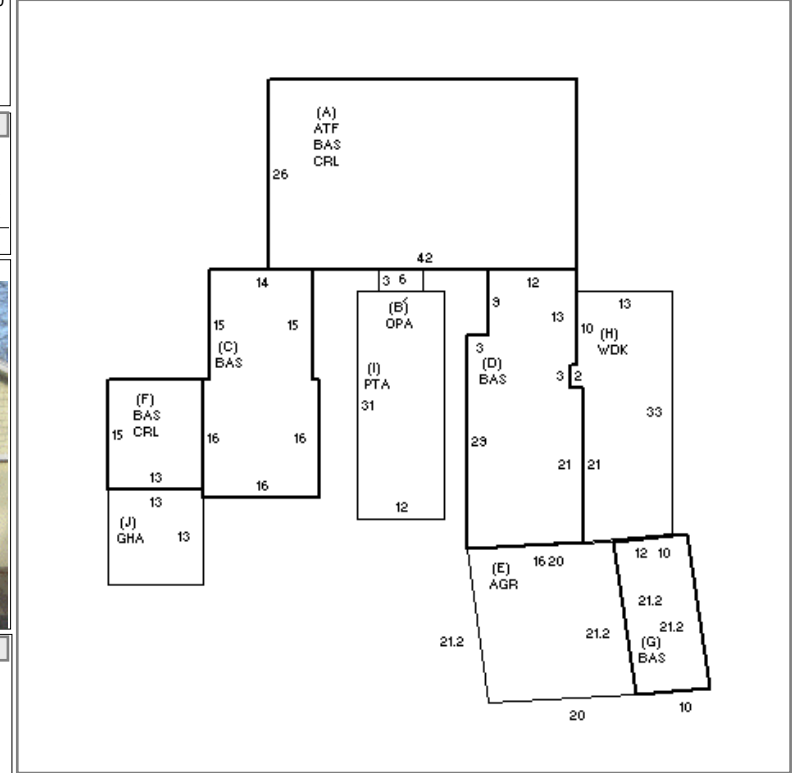 (A)
ATF
BAS
CRL
26
42
14
3 6
12
15
15
9
13
10
13
(B)
OPA
(H)
WDK
(C)
BAS
3
(D)
BAS
3
2
(I)
PTA
31
(F)
BAS
CRL
15
33
16
16
29
21
21
13
16
13
12
(J)
GHA
13
(E)
AGR
16 20
12 10
21.2
21.2
21.2
21.2
(G)
BAS
20
10